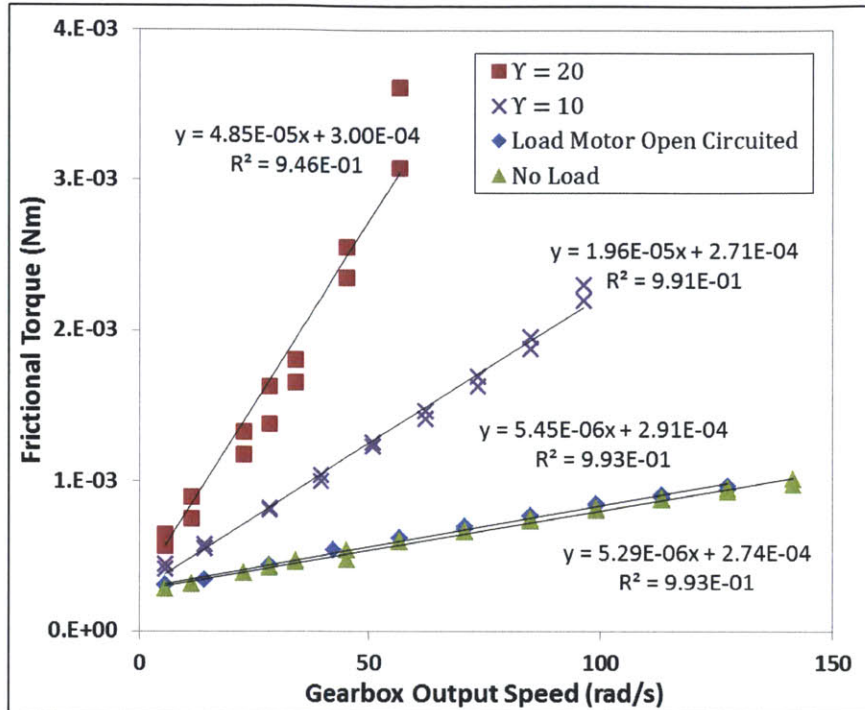 4.E-03
3.E-03
2.E-03
1.E-03
0.E+00
Frictional Torque (Nm)
ϒ = 20
ϒ = 10
Load Motor Open Circuited
No Load
y = 4.85E-05x + 3.00E-04
R² = 9.46E-01
y = 1.96E-05x + 2.71E-04
R² = 9.91E-01
y = 5.45E-06x + 2.91E-04
R² = 9.93E-01
y = 5.29E-06x + 2.74E-04
R² = 9.93E-01
0 50 100 150
Gearbox Output Speed (rad/s)